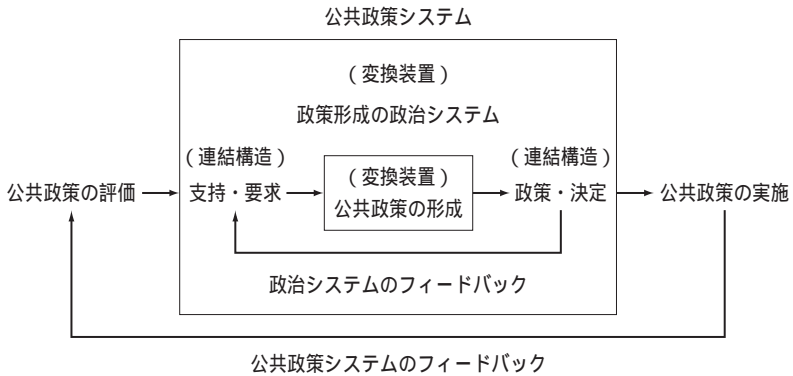 公共政策システム
(変換装置)
政策形成の政治システム
(連結構造)
(連結構造)
(変換装置)
公共政策の評価
支持・要求
公共政策の形成
政策・決定
公共政策の実施
政治システムのフィードバック
公共政策システムのフィードバック